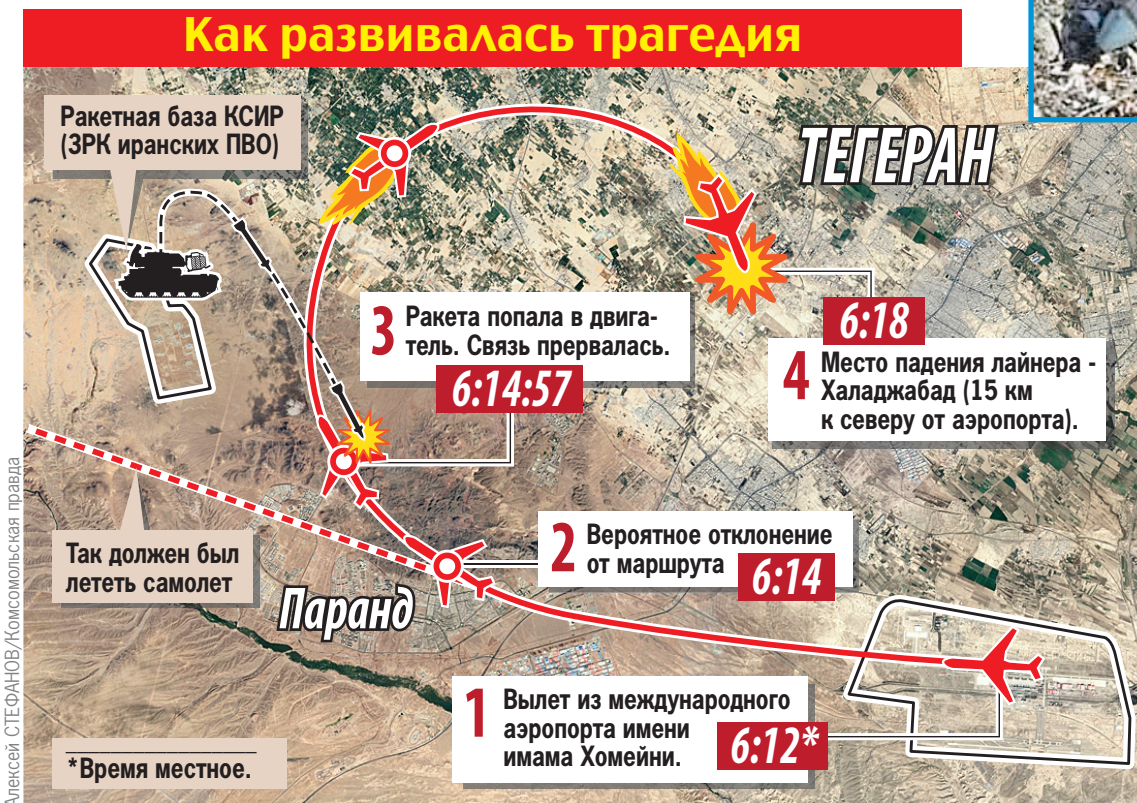 Как развивалась трагедия
Ракетная база КСИР
(ЗРК иранских ПВО)
ТЕГЕРАН
3 Ракета попала в двига-
тель. Связь прервалась.
6:14:57
6:18
4 Место падения лайнера -
Халаджабад (15 км
к северу от аэропорта).
Так должен был
лететь самолет
2 Вероятное отклонение
от маршрута 6:14
Паранд
1 Вылет из международного
аэропорта имени
имама Хомейни. 6:12*
*Время местное.
Алексей СТЕФАНОВ/Комсомольская правда